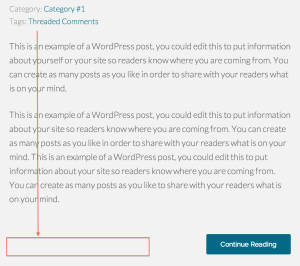 Category: Category #1
Tags: Threaded Comments
This is an example of a WordPress post, you could edit this to put information
about yourself or your site so readers know where you are coming from. You
can create as many posts as you like in order to share with your readers what
is on your mind.
This is an example of a WordPress post, you could edit this to put information
about your site so readers know where you are coming from. You can create
as many posts as you like in order to share with your readers what is on your
mind. This is an example of a WordPress post, you could edit this to put
information about your site so readers know where you are coming from.
You can create as many posts as you like to share with your readers what is
on your mind.
Continue Reading